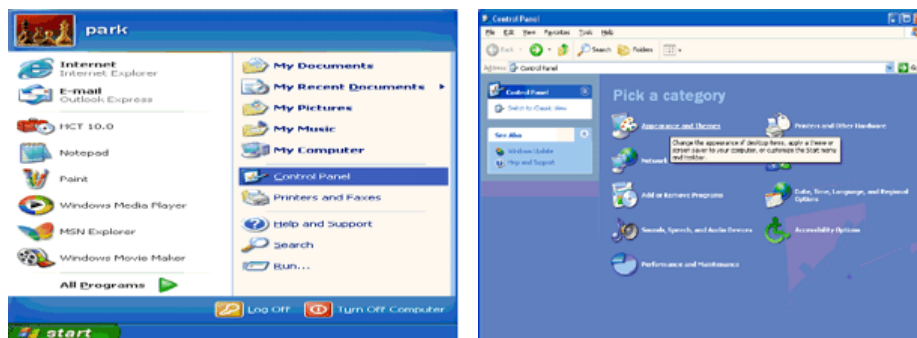 park
Internet
Internet Explorer
E-mail
Outlook Express
HCT 10.0
Notepad
Paint
Windows Media Player
MSN Explorer
Windows Movie Maker
All Programs
My Documents
My Recent Documents
My Pictures
My Music
My Computer
Control Panel
Printers and Faxes
Help and Support
Search
Run...
Log Off
Turn Off Computer
start
Control Panel
File Edit View Favorites Tools Help
Back
Search
Folders
Address
Control Panel
Go
Control Panel
Switch to Classic View
See Also
Windows Update
Help and Support
Pick a category
Appearance and Themes
Printers and Other Hardware
Change the appearance of desktop items, apply a theme or
screen saver to your computer, or customize the Start menu
and taskbar.
Network
Add or Remove Programs
Date, Time, Language, and Regional
Options
Sounds, Speech, and Audio Devices
Accessibility Options
Performance and Maintenance